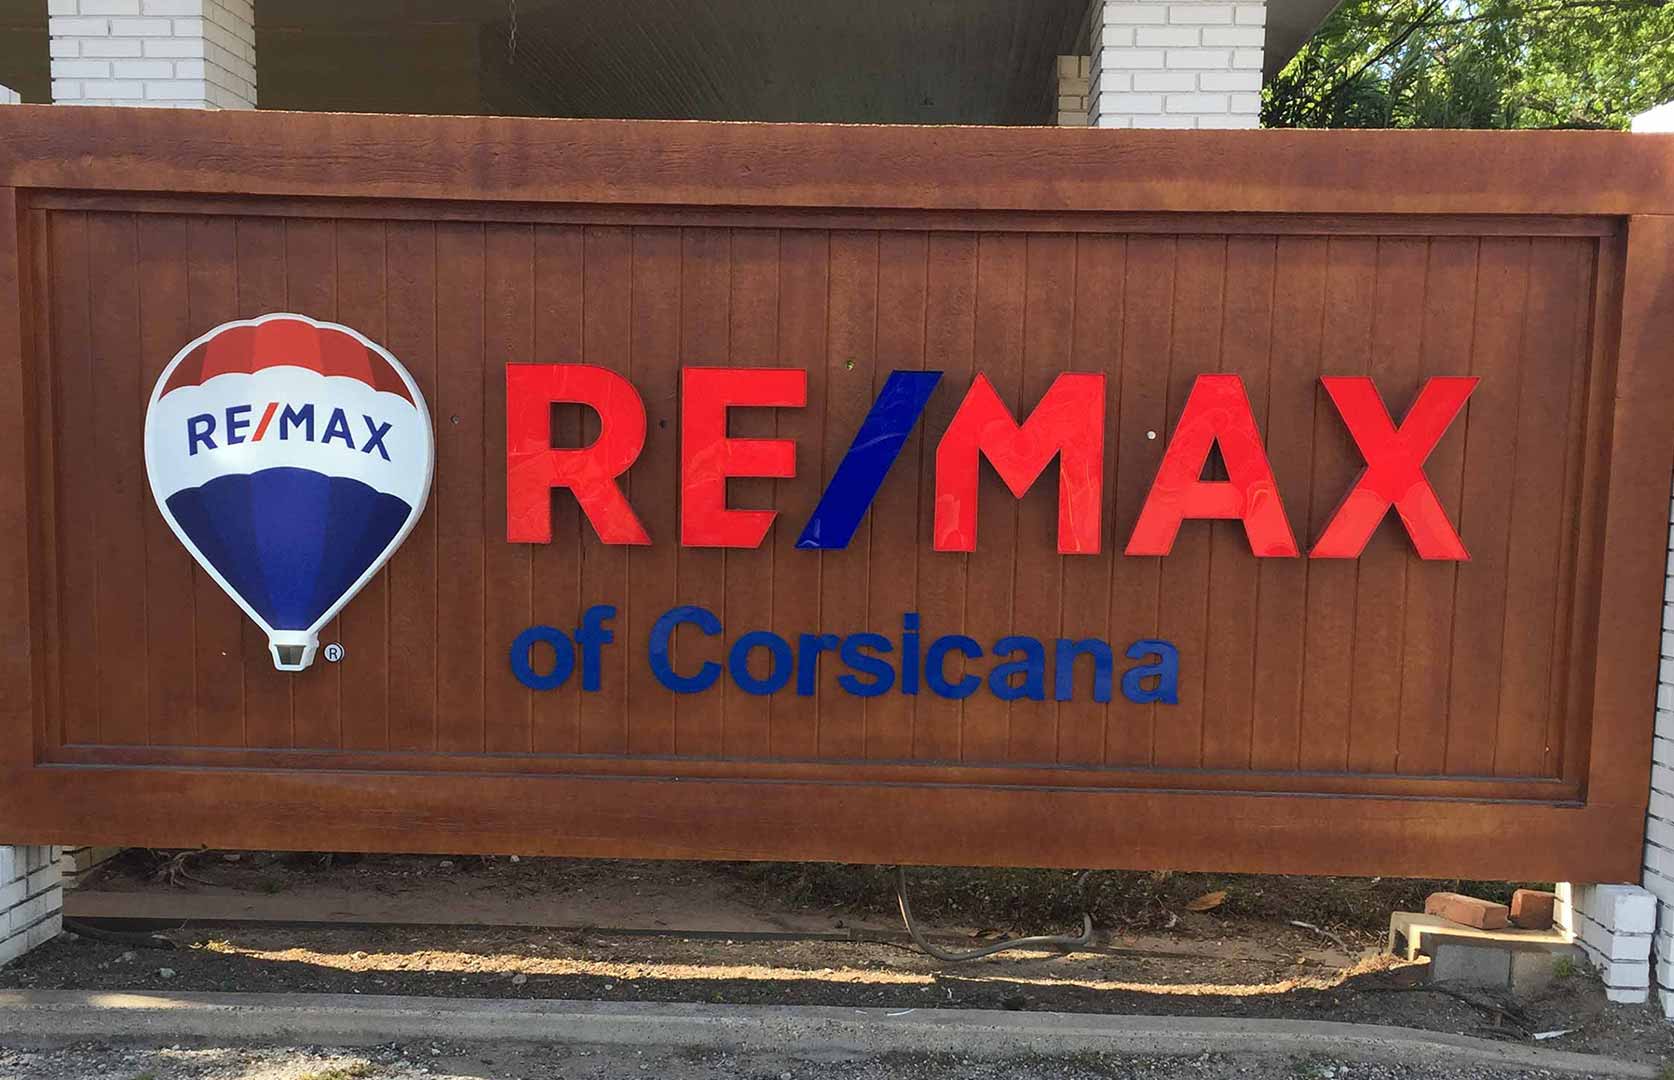 RE/MAX
®
RE/MAX
of Corsicana